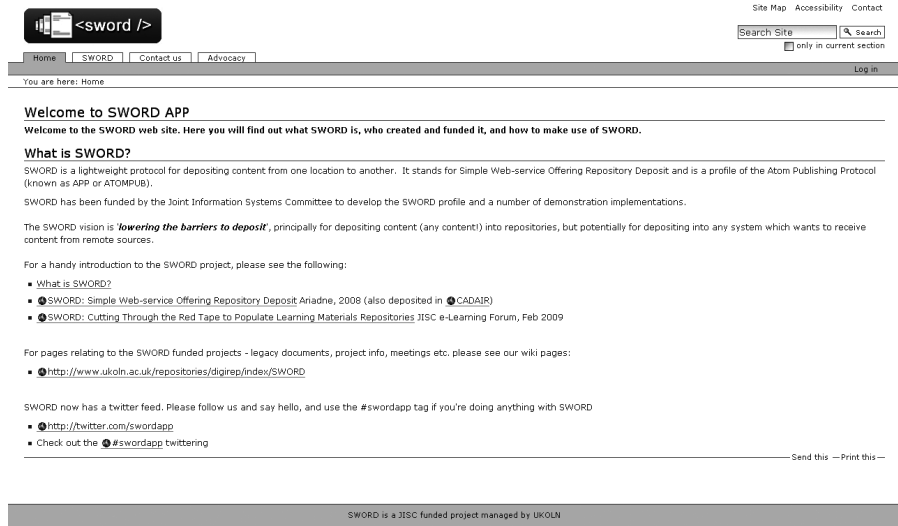 Site Map Accessibility Contact
<sword />
Search Site Search
only in current section
Home SWORD Contact us Advocacy
Log in
You are here: Home
Welcome to SWORD APP
Welcome to the SWORD web site. Here you will find out what SWORD is, who created and funded it, and how to make use of SWORD.
What is SWORD?
SWORD is a lightweight protocol for depositing content from one location to another. It stands for Simple Web-service Offering Repository Deposit and is a profile of the Atom Publishing Protocol
(known as APP or ATOMPUB).
SWORD has been funded by the Joint Information Systems Committee to develop the SWORD profile and a number of demonstration implementations.
The SWORD vision is 'lowering the barriers to deposit', principally for depositing content (any content!) into repositories, but potentially for depositing into any system which wants to receive
content from remote sources.
For a handy introduction to the SWORD project, please see the following:
What is SWORD?
SWORD: Simple Web-service Offering Repository Deposit Ariadne, 2008 (also deposited in CADAIR)
SWORD: Cutting Through the Red Tape to Populate Learning Materials Repositories JISC e-Learning Forum, Feb 2009
For pages relating to the SWORD funded projects - legacy documents, project info, meetings etc. please see our wiki pages:
http://www.ukoln.ac.uk/repositories/digirep/index/SWORD
SWORD now has a twitter feed. Please follow us and say hello, and use the #swordapp tag if you're doing anything with SWORD
http://twitter.com/swordapp
Check out the #swordapp twittering
Send this — Print this —
SWORD is a JISC funded project managed by UKOLN